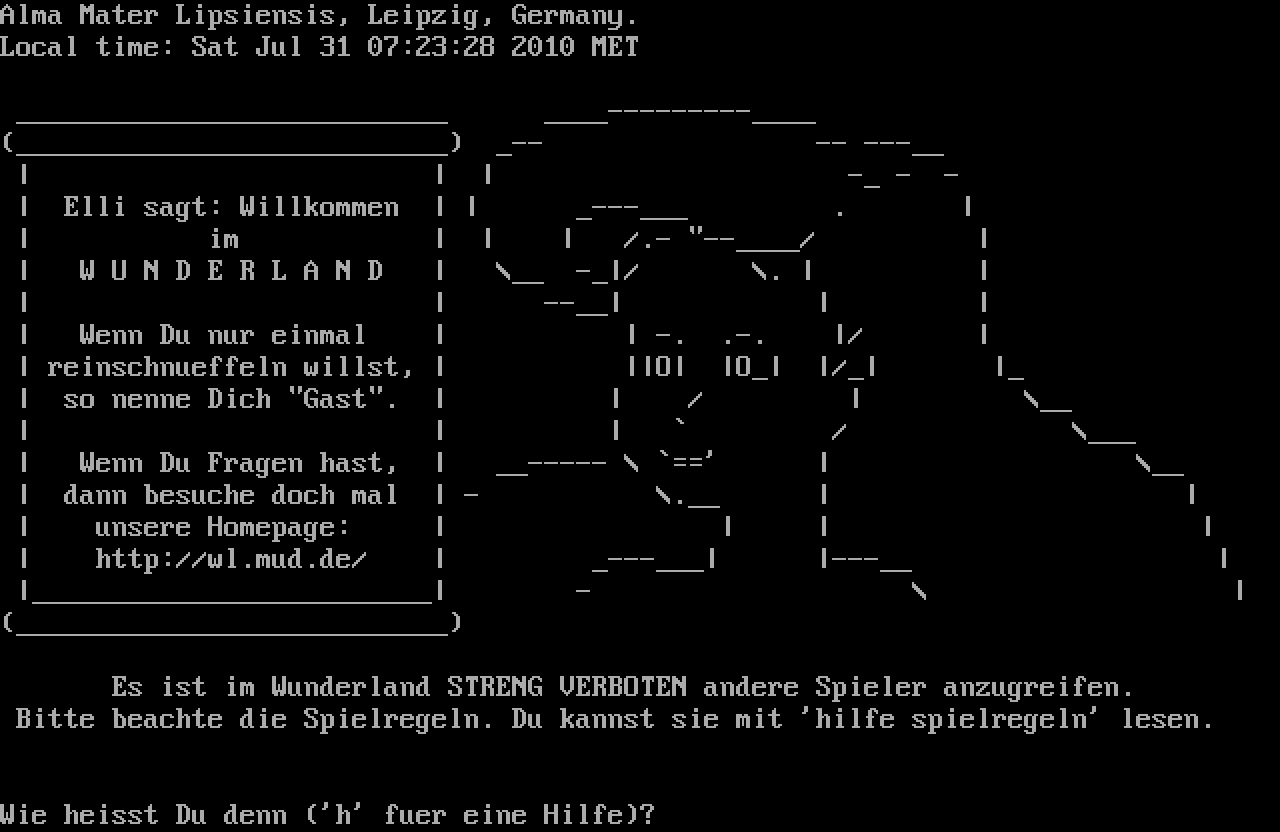 Alma Mater Lipsiensis, Leipzig, Germany.
Local time: Sat Jul 31 07:23:28 2010 MET
Elli sagt: Willkommen
im
W U N D E R L A N D
Wenn Du nur einmal
reinschnueffeln willst,
so nenne Dich "Gast".
Wenn Du Fragen hast,
dann besuche doch mal
unsere Homepage:
http://wl.mud.de/
Es ist im Wunderland STRENG VERBOTEN andere Spieler anzugreifen.
Bitte beachte die Spielregeln. Du kannst sie mit 'hilfe spielregeln' lesen.
Wie heisst Du denn ('h' fuer eine Hilfe)?